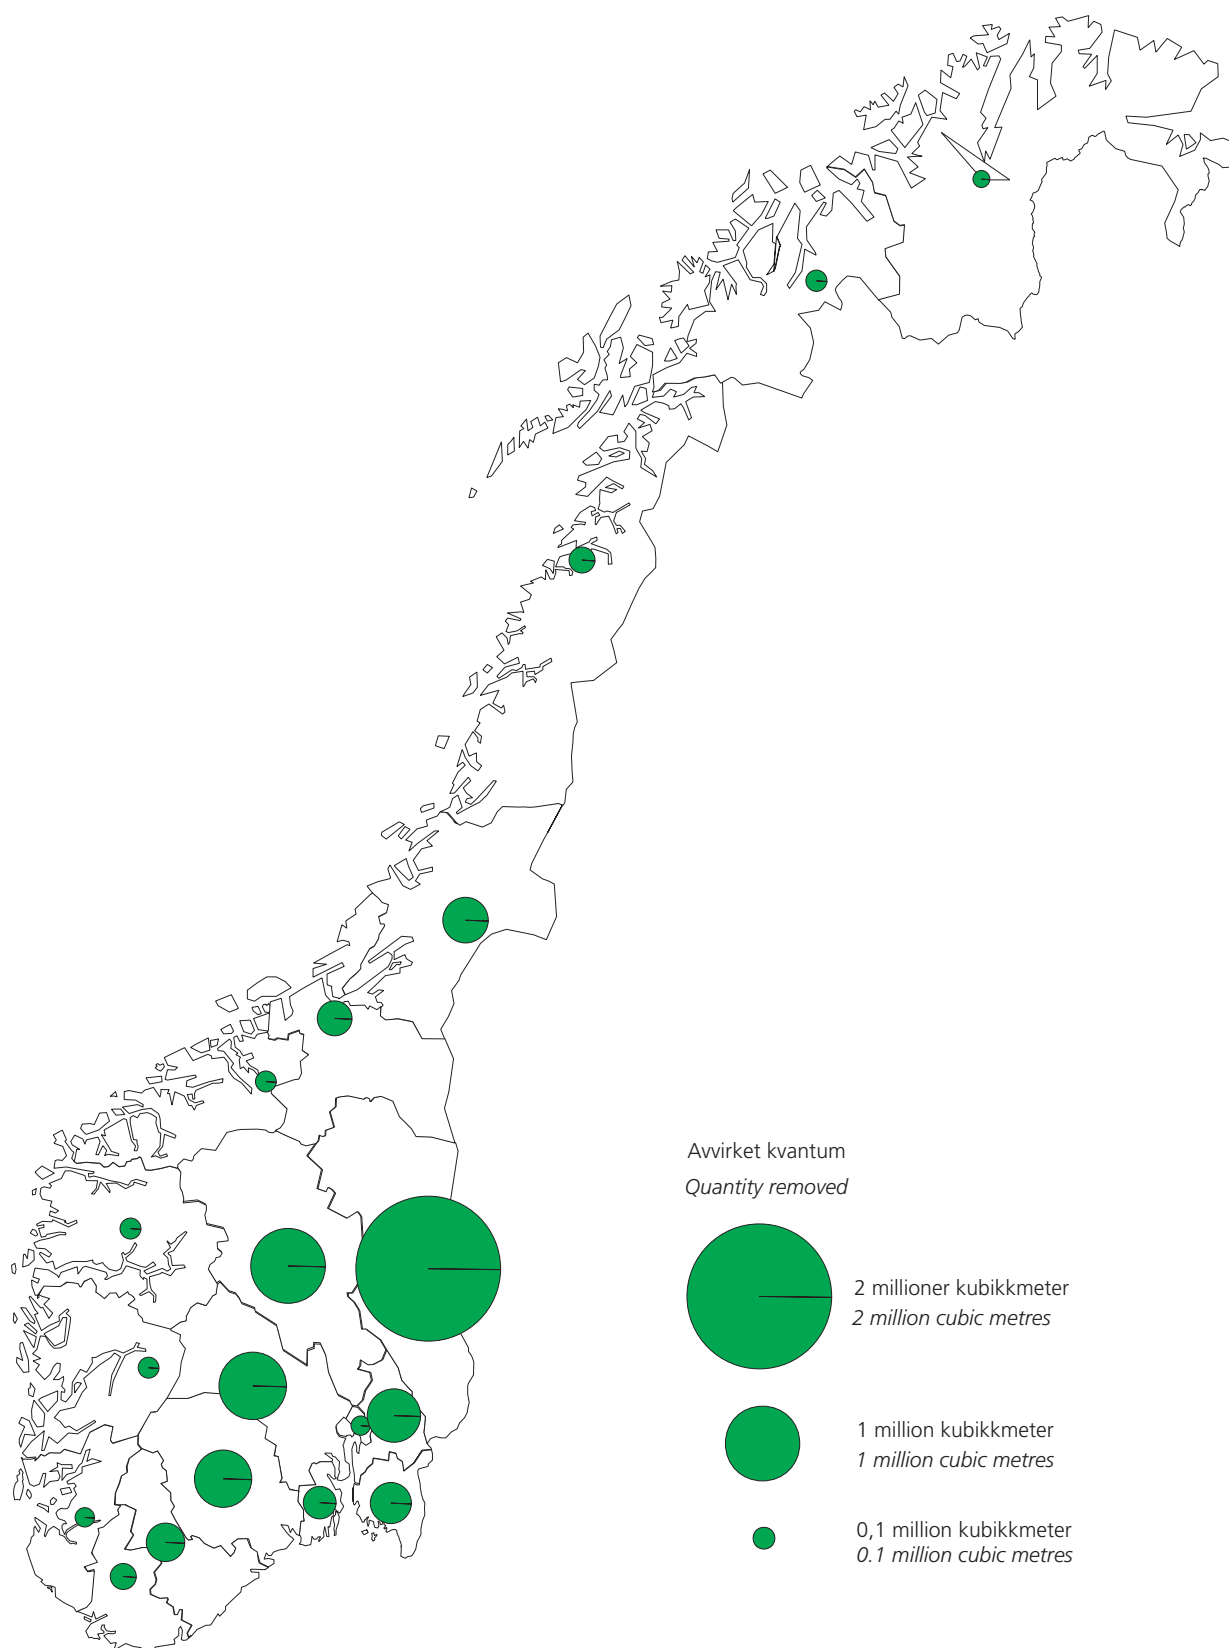 Avvirket kvantum
Quantity removed
2 millioner kubikkmeter
2 million cubic metres
1 million kubikkmeter
1 million cubic metres
0,1 million kubikkmeter
0.1 million cubic metres